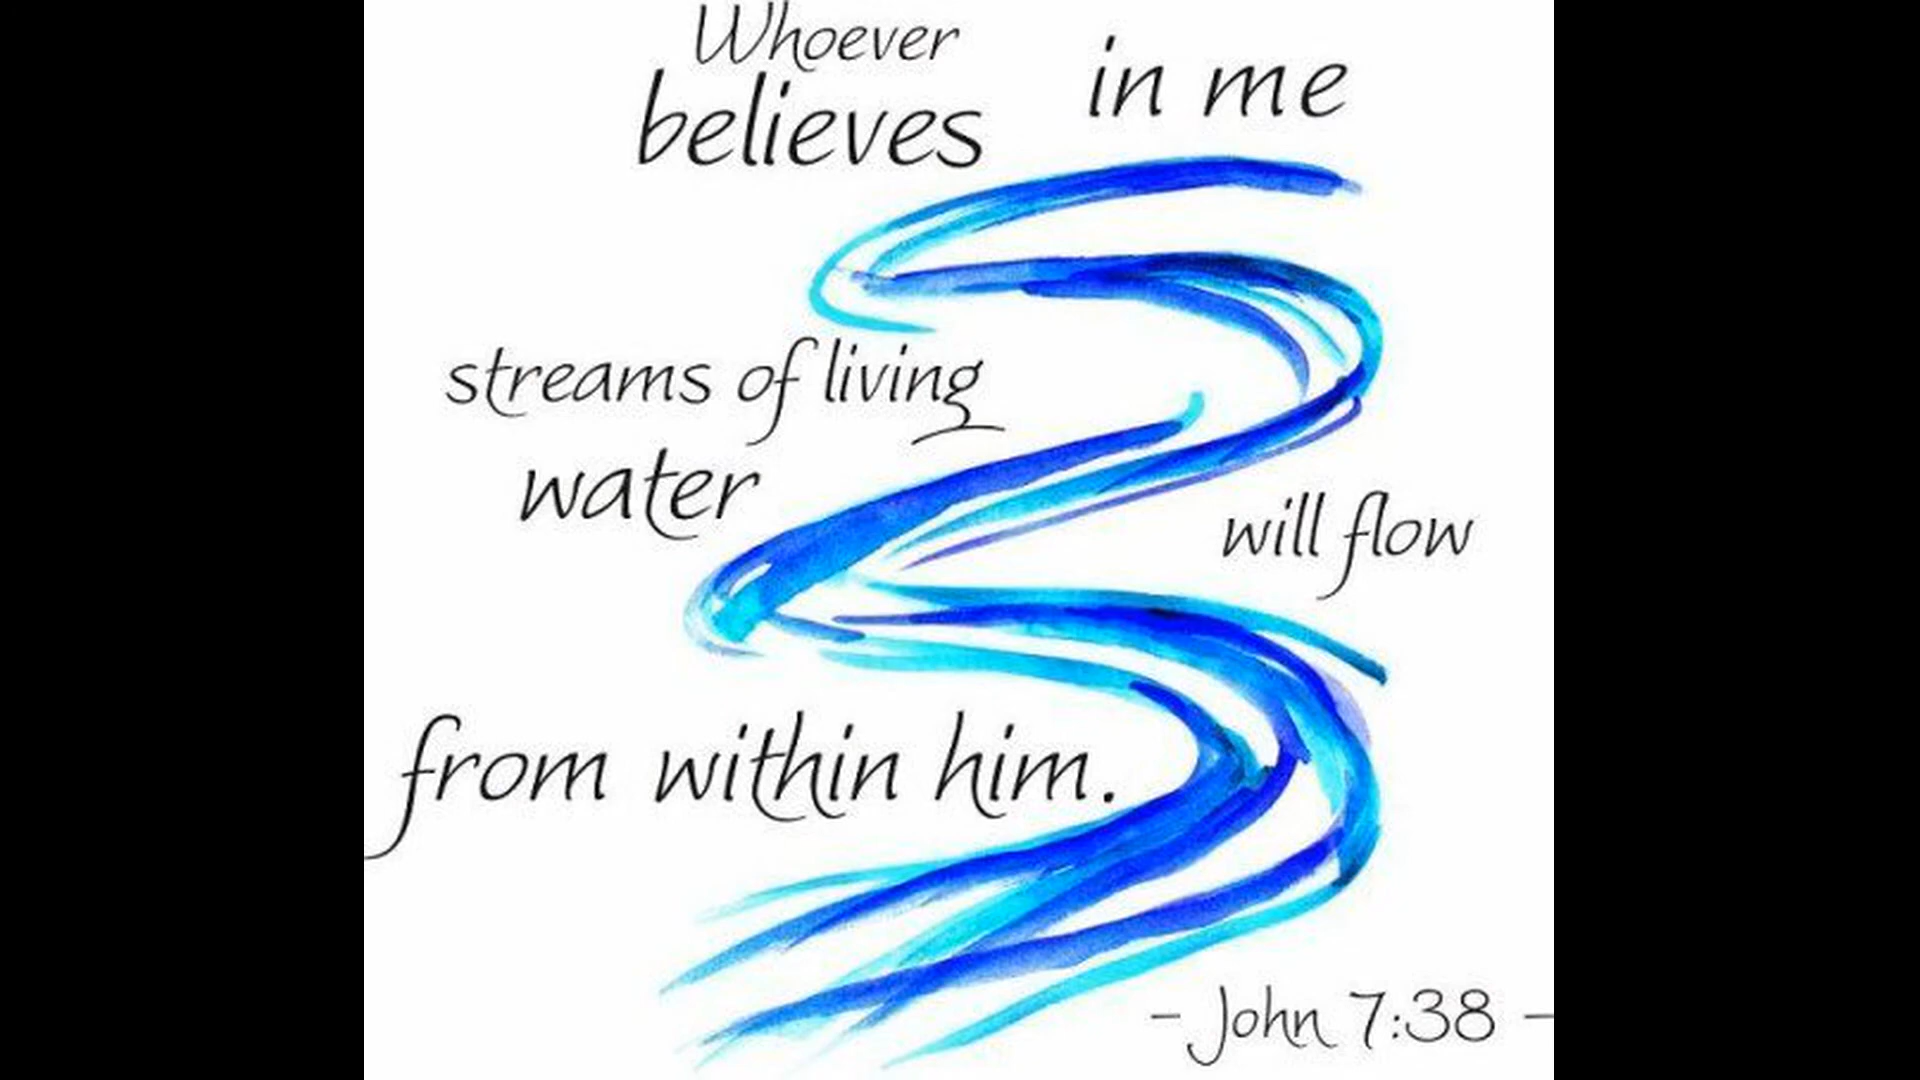 Whoever
believes in me
streams of living
water
will flow
from within him.
- John 7:38 -